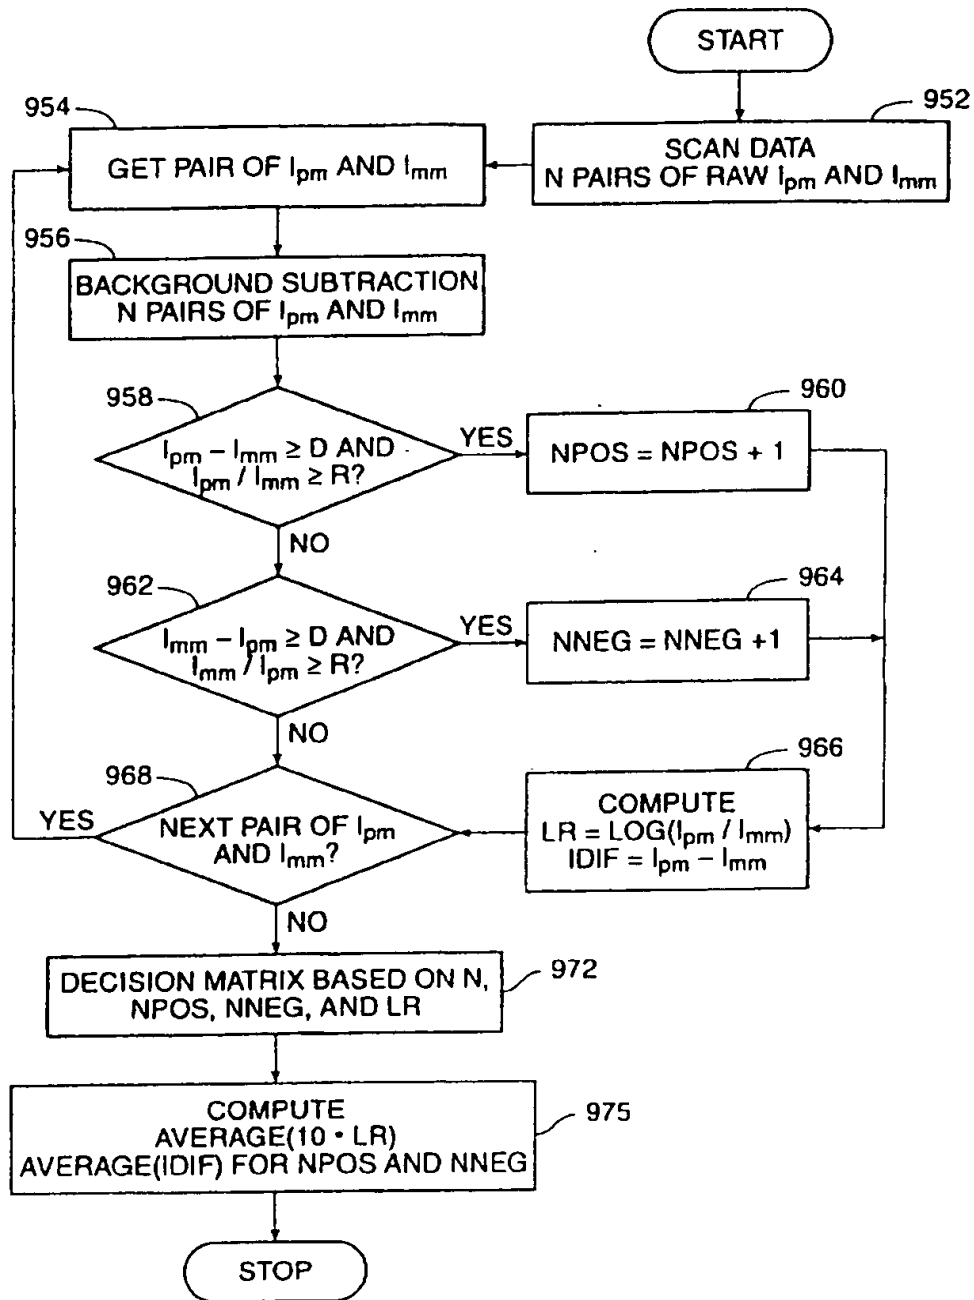 START
952
SCAN DATA
N PAIRS OF RAW Ipm AND Imm
954
GET PAIR OF Ipm AND Imm
956
BACKGROUND SUBTRACTION
N PAIRS OF Ipm AND Imm
958
Ipm – Imm ≥ D AND
Ipm / Imm ≥ R?
YES
960
NPOS = NPOS + 1
NO
962
Imm – Ipm ≥ D AND
Imm / Ipm ≥ R?
YES
964
NNEG = NNEG +1
NO
966
COMPUTE
LR = LOG(Ipm / Imm)
IDIF = Ipm – Imm
968
NEXT PAIR OF Ipm
AND Imm?
YES
NO
972
DECISION MATRIX BASED ON N,
NPOS, NNEG, AND LR
975
COMPUTE
AVERAGE(10 • LR)
AVERAGE(IDIF) FOR NPOS AND NNEG
STOP